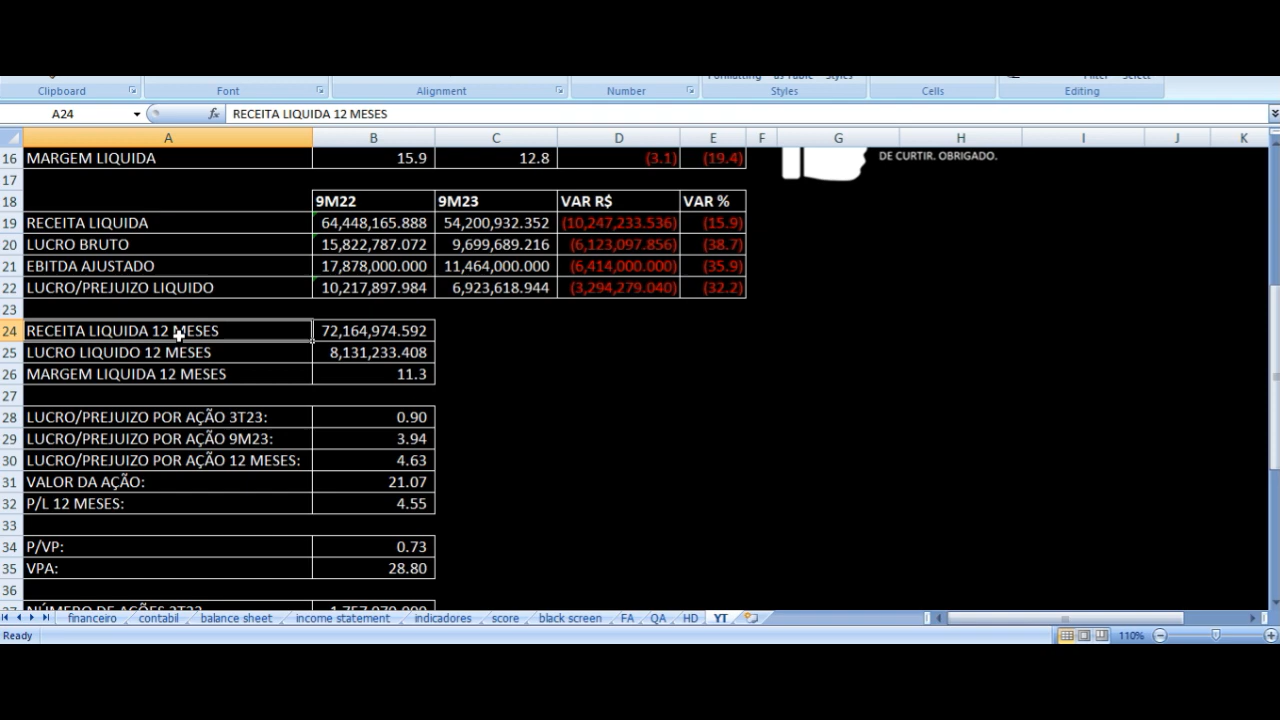 Clipboard Font Alignment Number Styles Cells Editing
A24 fx RECEITA LIQUIDA 12 MESES
A B C D E F G H I J K
16 MARGEM LIQUIDA 15.9 12.8 (3.1) (19.4) DE CURTIR. OBRIGADO.
17
18 9M22 9M23 VAR R$ VAR %
19 RECEITA LIQUIDA 64,448,165.888 54,200,932.352 (10,247,233.536) (15.9)
20 LUCRO BRUTO 15,822,787.072 9,699,689.216 (6,123,097.856) (38.7)
21 EBITDA AJUSTADO 17,878,000.000 11,464,000.000 (6,414,000.000) (35.9)
22 LUCRO/PREJUIZO LIQUIDO 10,217,897.984 6,923,618.944 (3,294,279.040) (32.2)
23
24 RECEITA LIQUIDA 12 MESES 72,164,974.592
25 LUCRO LIQUIDO 12 MESES 8,131,233.408
26 MARGEM LIQUIDA 12 MESES 11.3
27
28 LUCRO/PREJUIZO POR AÇÃO 3T23: 0.90
29 LUCRO/PREJUIZO POR AÇÃO 9M23: 3.94
30 LUCRO/PREJUIZO POR AÇÃO 12 MESES: 4.63
31 VALOR DA AÇÃO: 21.07
32 P/L 12 MESES: 4.55
33
34 P/VP: 0.73
35 VPA: 28.80
36
financeiro contabil balance sheet income statement indicadores score black screen FA QA HD YT
Ready 110%